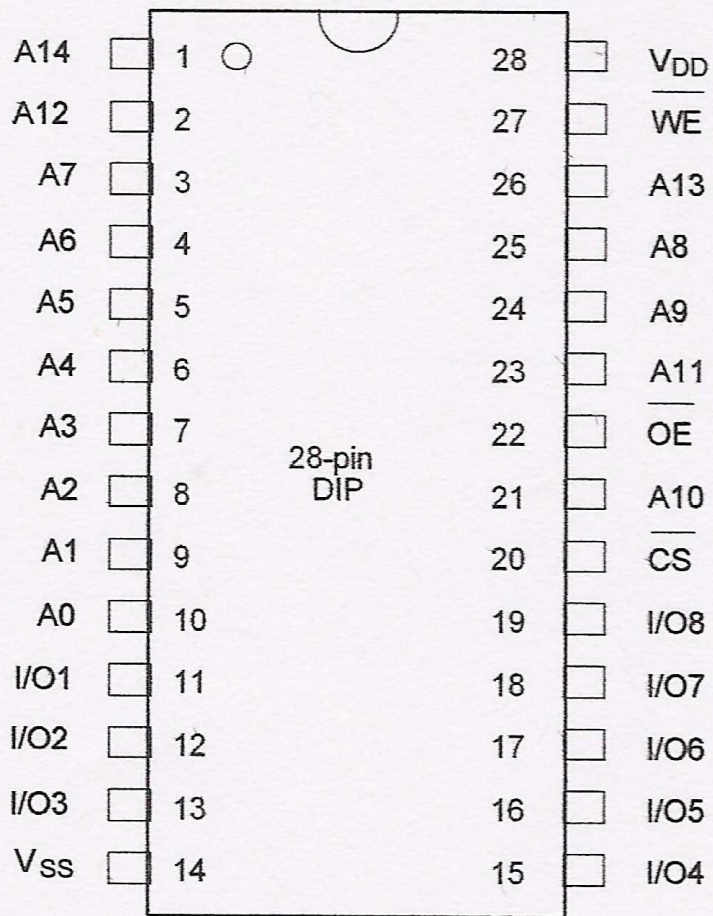 A14 1 28 VDD
A12 2 27 WE
A7 3 26 A13
A6 4 25 A8
A5 5 24 A9
A4 6 23 A11
A3 7 22 OE
28-pin
DIP
A2 8 21 A10
A1 9 20 CS
A0 10 19 I/O8
I/O1 11 18 I/O7
I/O2 12 17 I/O6
I/O3 13 16 I/O5
VSS 14 15 I/O4